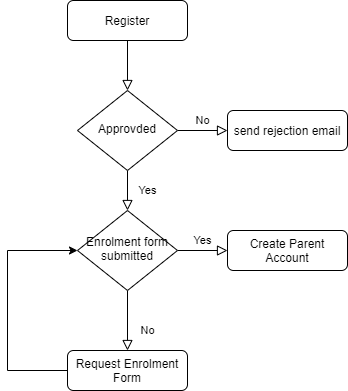 Register
Approvded
No
send rejection email
Yes
Enrolment form
submitted
Yes
Create Parent
Account
No
Request Enrolment
Form